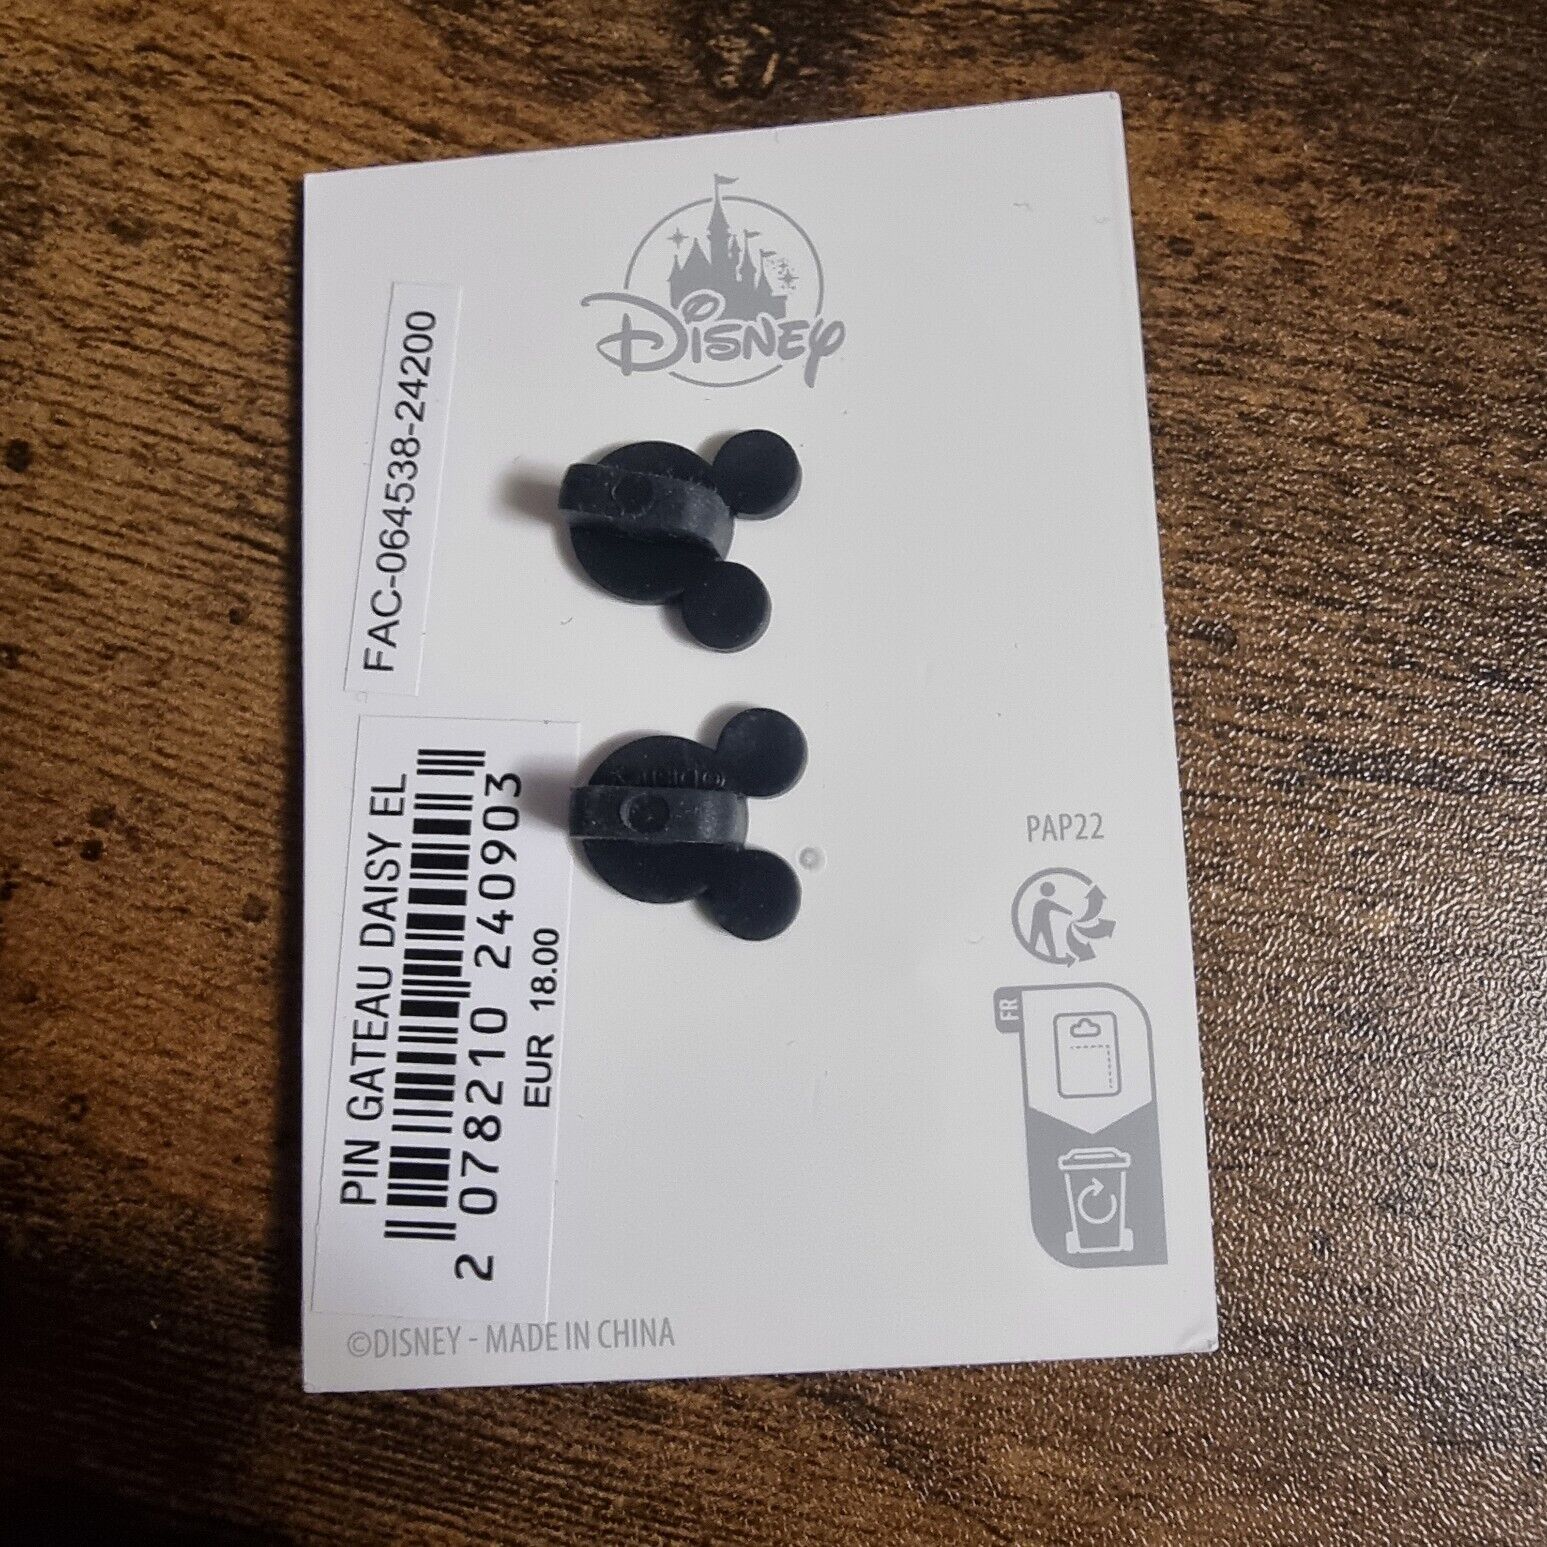 DISNEY
FAC-064538-24200
PIN GATEAU DAISY EL
2 078210 240903
EUR 18.00
PAP22
FR
©DISNEY - MADE IN CHINA